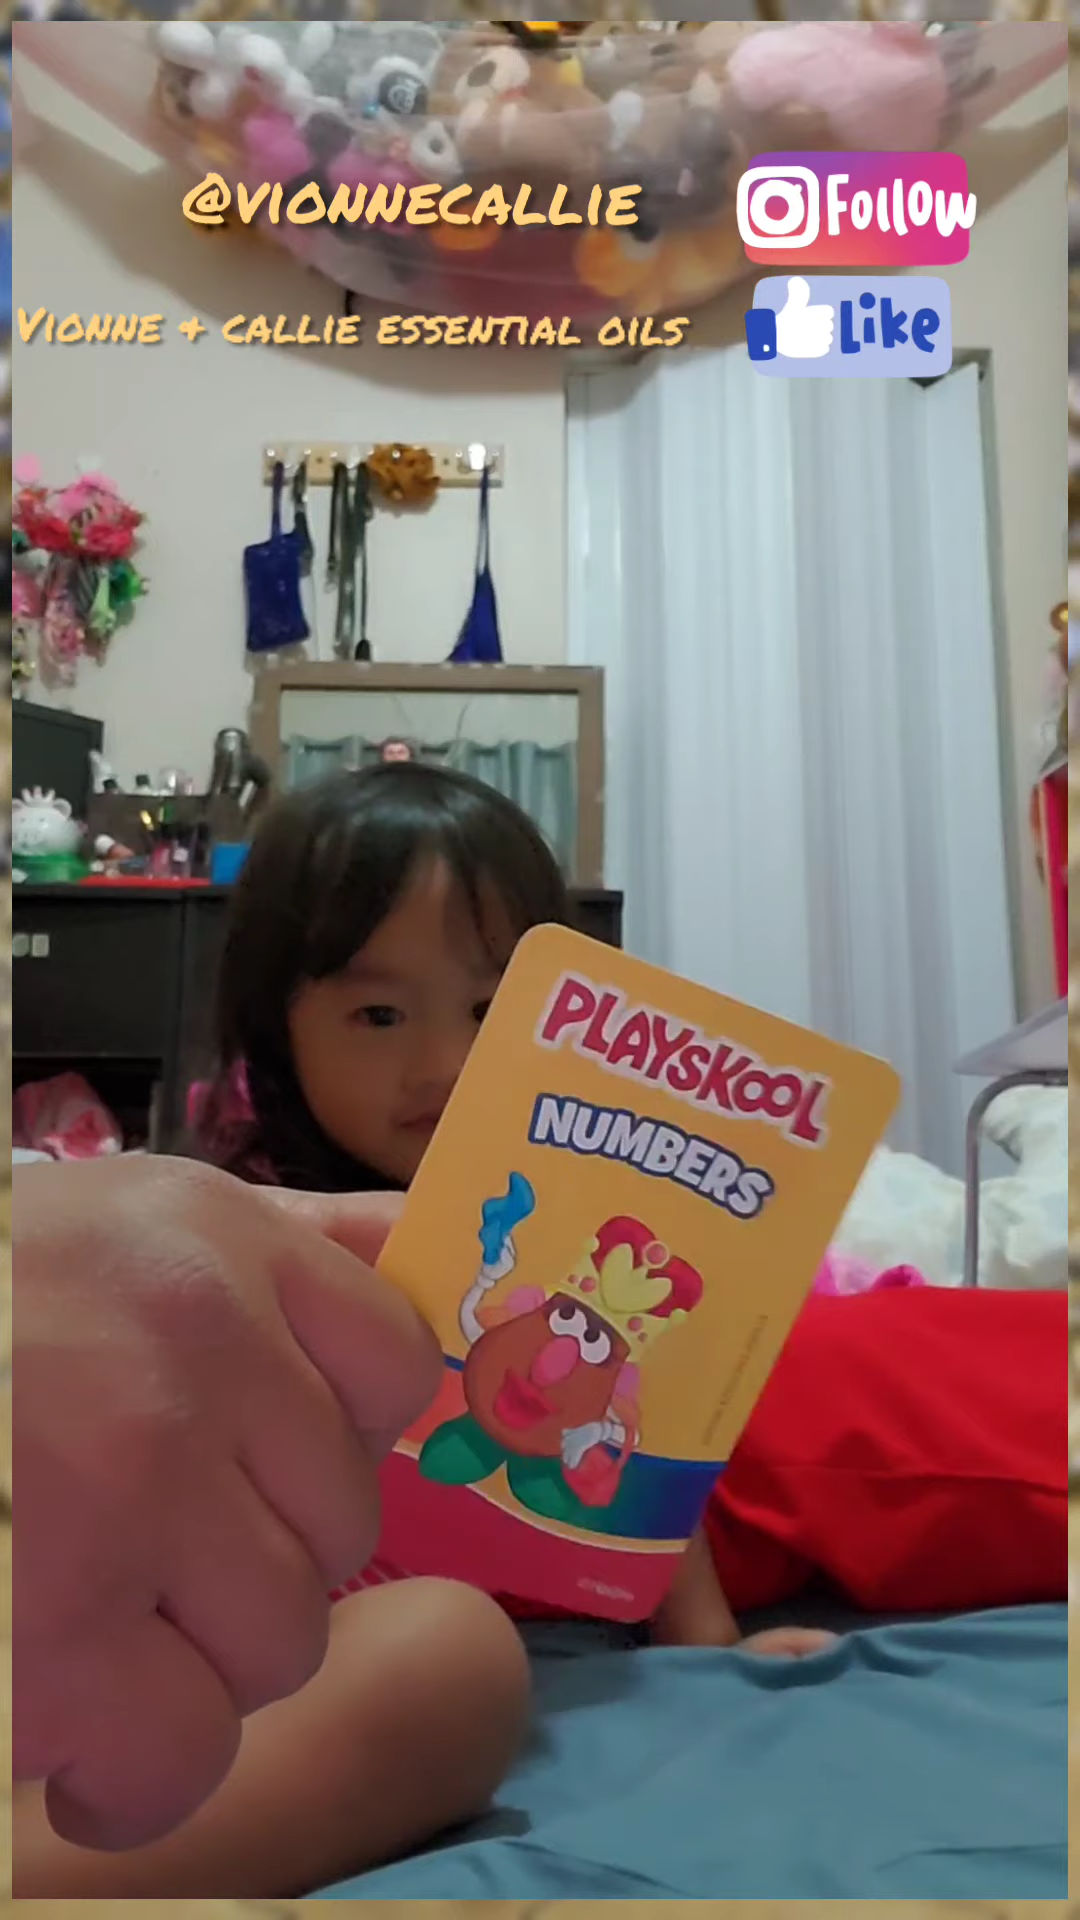 @VIONNECALLIE
Follow
VIONNE & CALLIE ESSENTIAL OILS
Like
PLAYSKOOL
NUMBERS